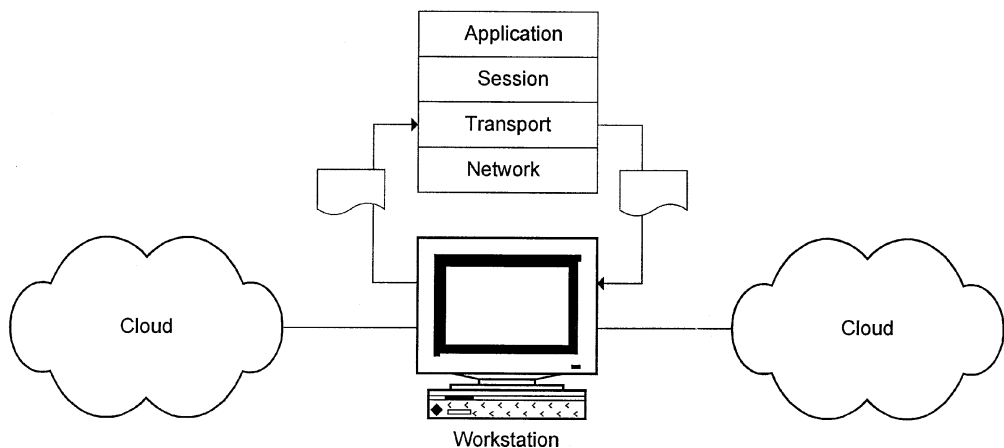 Application
Session
Transport
Network
Cloud
Cloud
Workstation